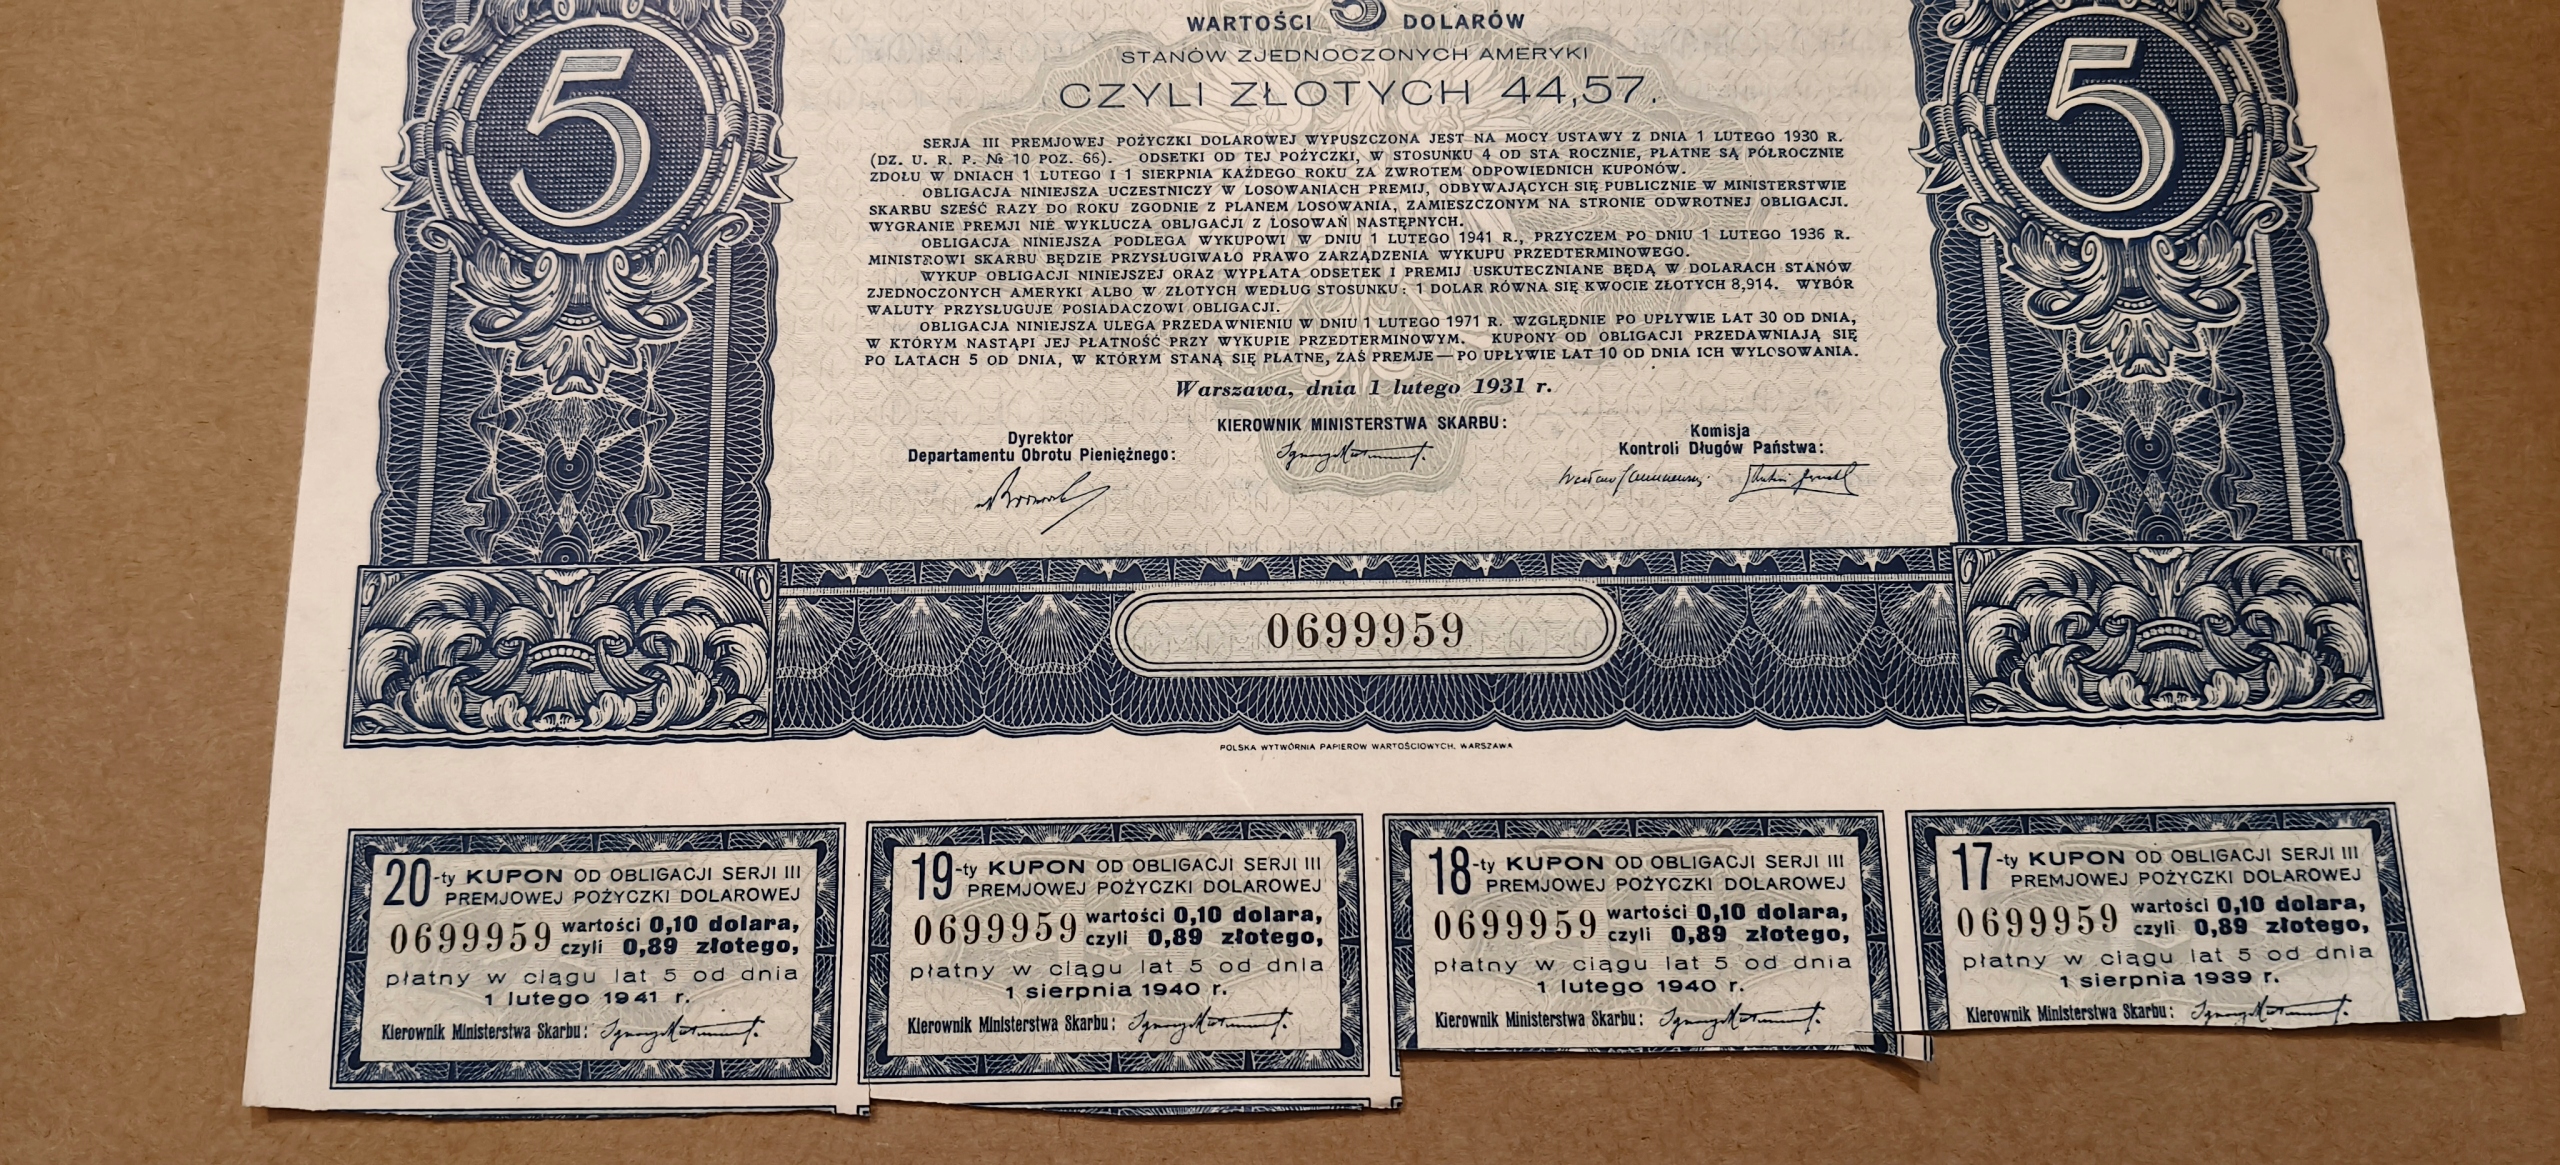 WARTOŚCI 5 DOLARÓW
STANÓW ZJEDNOCZONYCH AMERYKI
CZYLI ZŁOTYCH 44,57.
5
5
SERJA III PREMJOWEJ POŻYCZKI DOLAROWEJ WYPUSZCZONA JEST NA MOCY USTAWY Z DNIA 1 LUTEGO 1930 R.
(DZ. U. R. P. № 10 POZ. 66). ODSETKI OD TEJ POŻYCZKI, W STOSUNKU 4 OD STA ROCZNIE, PŁATNE SĄ PÓŁROCZNIE
ZDOŁU W DNIACH 1 LUTEGO I 1 SIERPNIA KAŻDEGO ROKU ZA ZWROTEM ODPOWIEDNICH KUPONÓW.
OBLIGACJA NINIEJSZA UCZESTNICZY W LOSOWANIACH PREMIJ, ODBYWAJĄCYCH SIĘ PUBLICZNIE W MINISTERSTWIE
SKARBU SZEŚĆ RAZY DO ROKU ZGODNIE Z PLANEM LOSOWANIA, ZAMIESZCZONYM NA STRONIE ODWROTNEJ OBLIGACJI.
WYGRANIE PREMJI NIE WYKLUCZA OBLIGACJI Z LOSOWAŃ NASTĘPNYCH.
OBLIGACJA NINIEJSZA PODLEGA WYKUPOWI W DNIU 1 LUTEGO 1941 R., PRZYCZEM PO DNIU 1 LUTEGO 1936 R.
MINISTROWI SKARBU BĘDZIE PRZYSŁUGIWAŁO PRAWO ZARZĄDZENIA WYKUPU PRZEDTERMINOWEGO.
WYKUP OBLIGACJI NINIEJSZEJ ORAZ WYPŁATA ODSETEK I PREMIJ USKUTECZNIANE BĘDĄ W DOLARACH STANÓW
ZJEDNOCZONYCH AMERYKI ALBO W ZŁOTYCH WEDŁUG STOSUNKU: 1 DOLAR RÓWNA SIĘ KWOCIE ZŁOTYCH 8,914. WYBÓR
WALUTY PRZYSŁUGUJE POSIADACZOWI OBLIGACJI.
OBLIGACJA NINIEJSZA ULEGA PRZEDAWNIENIU W DNIU 1 LUTEGO 1971 R. WZGLĘDNIE PO UPŁYWIE LAT 30 OD DNIA,
W KTÓRYM NASTĄPI JEJ PŁATNOŚĆ PRZY WYKUPIE PRZEDTERMINOWYM. KUPONY OD OBLIGACJI PRZEDAWNIAJĄ SIĘ
PO LATACH 5 OD DNIA, W KTÓRYM STANĄ SIĘ PŁATNE, ZAŚ PREMJE—PO UPŁYWIE LAT 10 OD DNIA ICH WYLOSOWANIA.
Warszawa, dnia 1 lutego 1931 r.
Dyrektor
Departamentu Obrotu Pieniężnego:
KIEROWNIK MINISTERSTWA SKARBU:
Komisja
Kontroli Długów Państwa:
0699959
POLSKA WYTWÓRNIA PAPIERÓW WARTOŚCIOWYCH. WARSZAWA
20-ty KUPON OD OBLIGACJI SERJI III
PREMJOWEJ POŻYCZKI DOLAROWEJ
0699959 wartości 0,10 dolara,
czyli 0,89 złotego,
płatny w ciągu lat 5 od dnia
1 lutego 1941 r.
Kierownik Ministerstwa Skarbu:
19-ty KUPON OD OBLIGACJI SERJI III
PREMJOWEJ POŻYCZKI DOLAROWEJ
0699959 wartości 0,10 dolara,
czyli 0,89 złotego,
płatny w ciągu lat 5 od dnia
1 sierpnia 1940 r.
Kierownik Ministerstwa Skarbu:
18-ty KUPON OD OBLIGACJI SERJI III
PREMJOWEJ POŻYCZKI DOLAROWEJ
0699959 wartości 0,10 dolara,
czyli 0,89 złotego,
płatny w ciągu lat 5 od dnia
1 lutego 1940 r.
Kierownik Ministerstwa Skarbu:
17-ty KUPON OD OBLIGACJI SERJI III
PREMJOWEJ POŻYCZKI DOLAROWEJ
0699959 wartości 0,10 dolara,
czyli 0,89 złotego,
płatny w ciągu lat 5 od dnia
1 sierpnia 1939 r.
Kierownik Ministerstwa Skarbu: